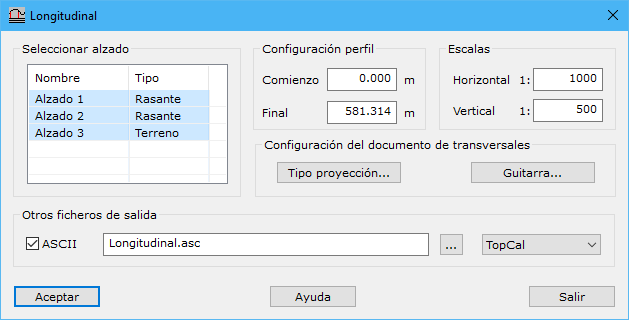 Longitudinal
Seleccionar alzado
Nombre Tipo
Alzado 1 Rasante
Alzado 2 Rasante
Alzado 3 Terreno
Configuración perfil
Comienzo 0.000 m
Final 581.314 m
Escalas
Horizontal 1: 1000
Vertical 1: 500
Configuración del documento de transversales
Tipo proyección... Guitarra...
Otros ficheros de salida
ASCII Longitudinal.asc ... TopCal
Aceptar Ayuda Salir